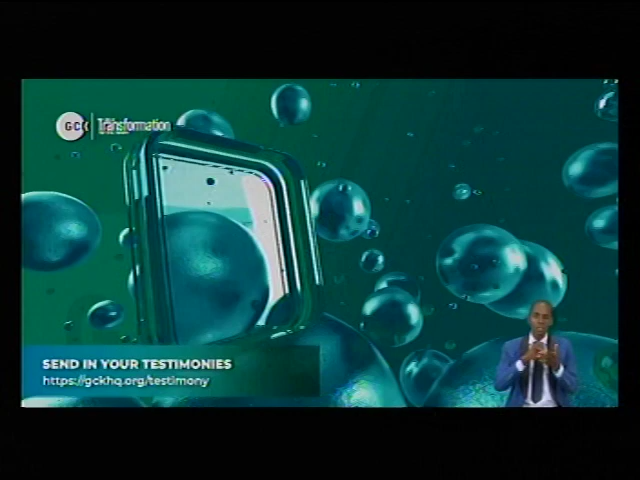 GCK
Transformation
SEND IN YOUR TESTIMONIES
https://gckhq.org/testimony